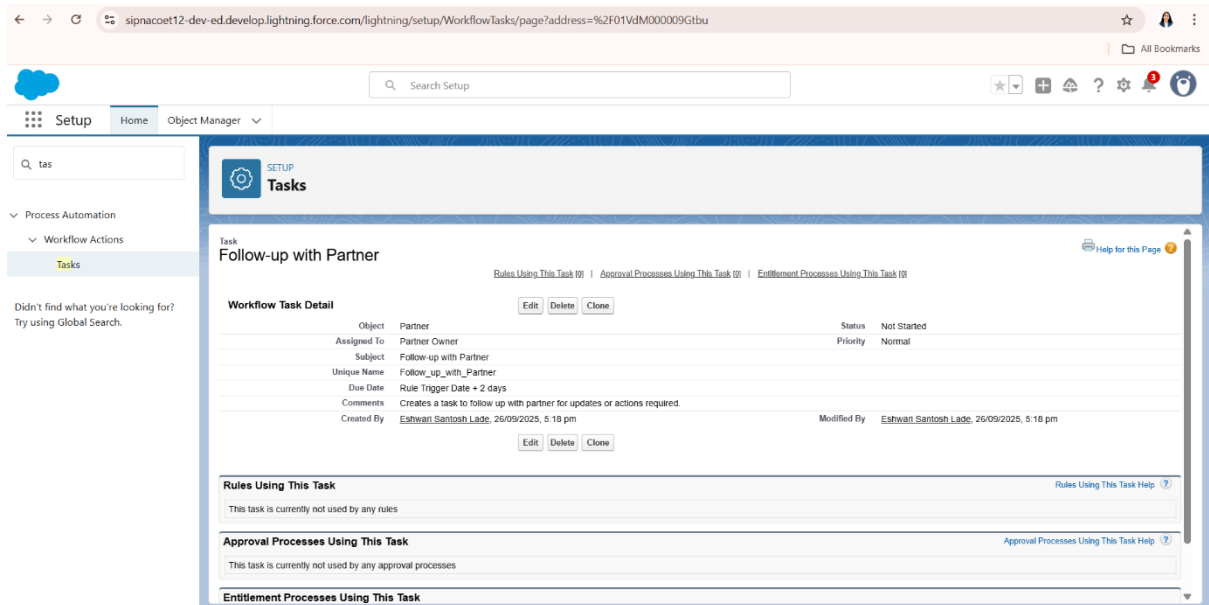 sipnacoet12-dev-ed.develop.lightning.force.com/lightning/setup/WorkflowTasks/page?address=%2F01VdM000009Gtbu
All Bookmarks
Search Setup
3
Setup Home Object Manager
tas
SETUP
Tasks
Process Automation
Workflow Actions
Tasks
Didn't find what you're looking for?
Try using Global Search.
Task
Follow-up with Partner
Help for this Page
Rules Using This Task [0] | Approval Processes Using This Task [0] | Entitlement Processes Using This Task [0]
Workflow Task Detail Edit Delete Clone
Object Partner Status Not Started
Assigned To Partner Owner Priority Normal
Subject Follow-up with Partner
Unique Name Follow_up_with_Partner
Due Date Rule Trigger Date + 2 days
Comments Creates a task to follow up with partner for updates or actions required.
Created By Eshwari Santosh Lade, 26/09/2025, 5:18 pm Modified By Eshwari Santosh Lade, 26/09/2025, 5:18 pm
Edit Delete Clone
Rules Using This Task Rules Using This Task Help ?
This task is currently not used by any rules
Approval Processes Using This Task Approval Processes Using This Task Help ?
This task is currently not used by any approval processes
Entitlement Processes Using This Task